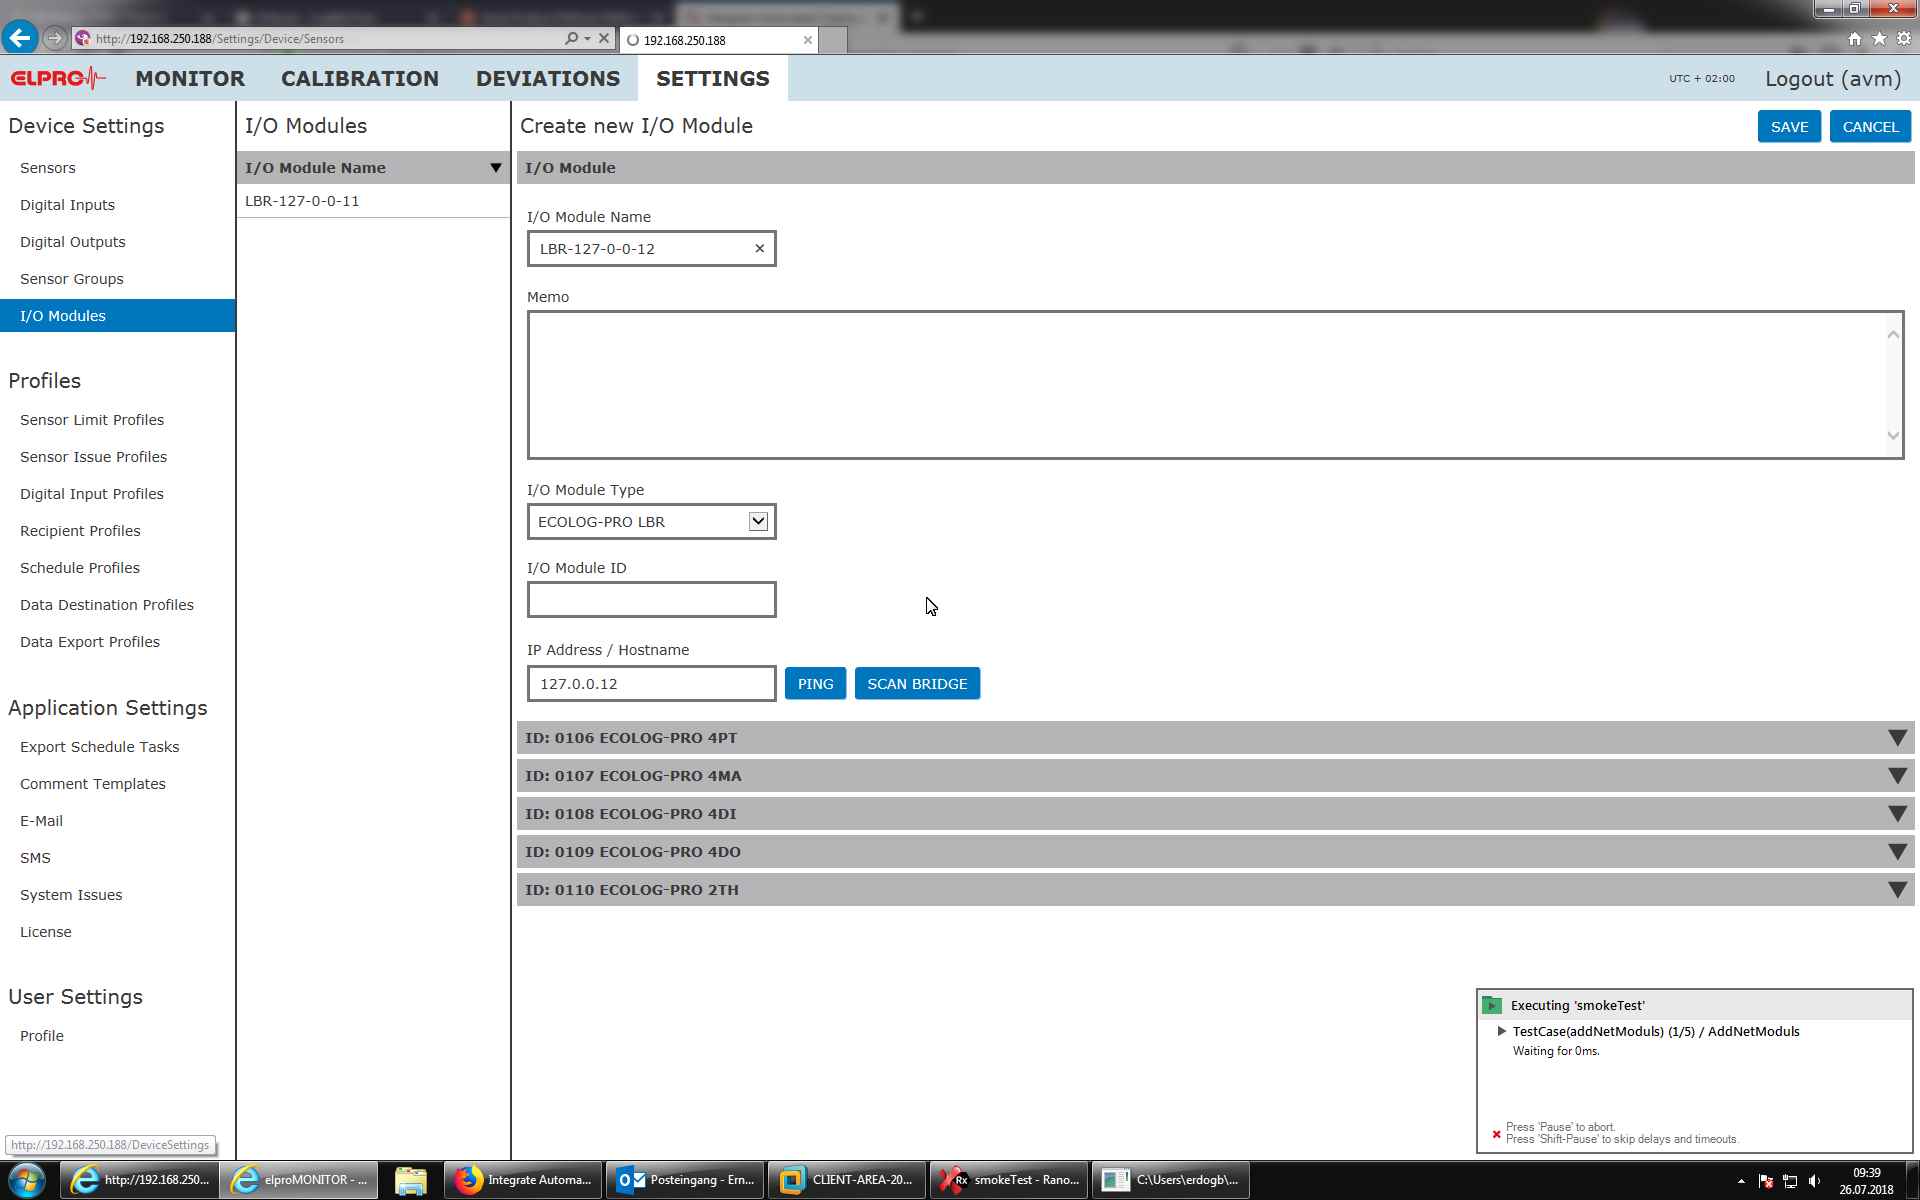 http://192.168.250.188/Settings/Device/Sensors
192.168.250.188
ELPRO
MONITOR
CALIBRATION
DEVIATIONS
SETTINGS
UTC + 02:00
Logout (avm)
Device Settings
Sensors
Digital Inputs
Digital Outputs
Sensor Groups
I/O Modules
Profiles
Sensor Limit Profiles
Sensor Issue Profiles
Digital Input Profiles
Recipient Profiles
Schedule Profiles
Data Destination Profiles
Data Export Profiles
Application Settings
Export Schedule Tasks
Comment Templates
E-Mail
SMS
System Issues
License
User Settings
Profile
http://192.168.250.188/DeviceSettings
I/O Modules
I/O Module Name
LBR-127-0-0-11
Create new I/O Module
SAVE
CANCEL
I/O Module
I/O Module Name
LBR-127-0-0-12
Memo
I/O Module Type
ECOLOG-PRO LBR
I/O Module ID
IP Address / Hostname
127.0.0.12
PING
SCAN BRIDGE
ID: 0106 ECOLOG-PRO 4PT
ID: 0107 ECOLOG-PRO 4MA
ID: 0108 ECOLOG-PRO 4DI
ID: 0109 ECOLOG-PRO 4DO
ID: 0110 ECOLOG-PRO 2TH
Executing 'smokeTest'
TestCase(addNetModuls) (1/5) / AddNetModuls
Waiting for 0ms.
Press 'Pause' to abort.
Press 'Shift-Pause' to skip delays and timeouts.
http://192.168.250...
elproMONITOR - ...
Integrate Automa...
Posteingang - Ern...
CLIENT-AREA-20...
smokeTest - Rano...
C:\Users\erdogb\...
09:39
26.07.2018